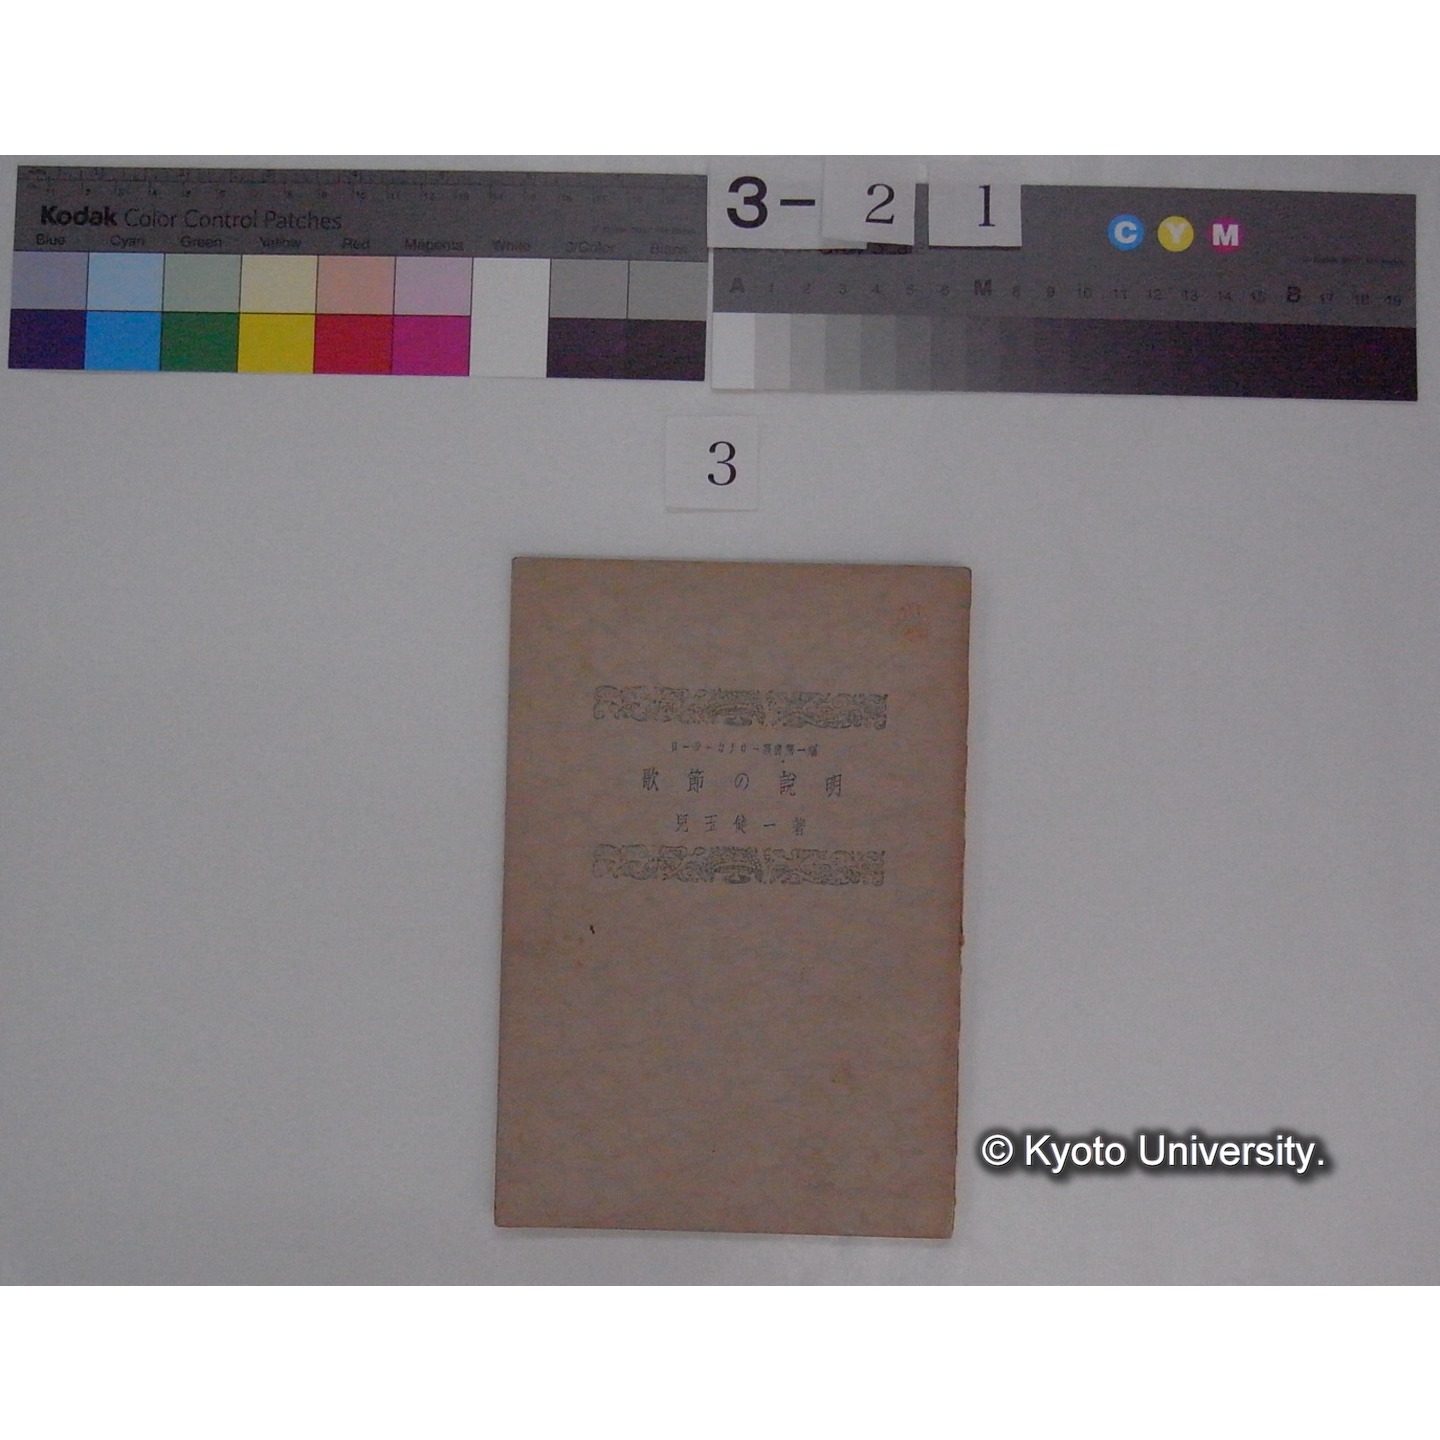 Kodak Color Control Patches
Blue Cyan Green Yellow Red Magenta White 3/Color Black
3-
2
1
C Y M
A 1 2 3 4 5 6 M 8 9 10 11 12 13 14 15 B 17 18 19
3
歌節の説明
兒玉健一著
© Kyoto University.